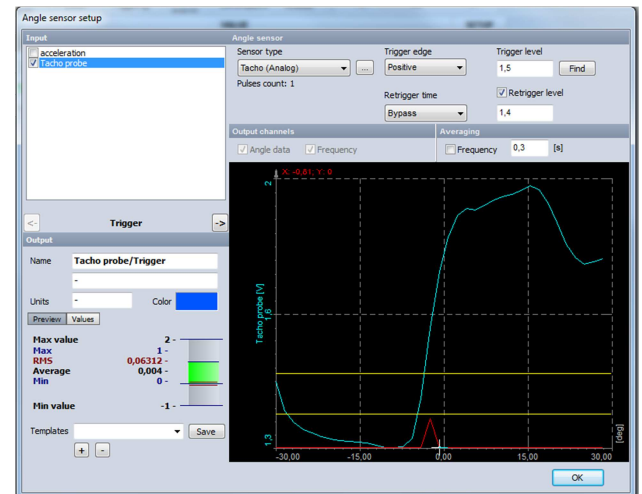 Angle sensor setup
Input
acceleration
Tacho probe
<-
Trigger
->
Output
Name
Tacho probe/Trigger
-
Units
-
Color
Preview
Values
Max value
2 -
Max
1 -
RMS
0,06312 -
Average
0,004 -
Min
0 -
Min value
-1 -
Templates
Save
+
-
Angle sensor
Sensor type
Trigger edge
Trigger level
Tacho (Analog)
...
Positive
1,5
Find
Pulses count: 1
Retrigger time
Retrigger level
Bypass
1,4
Output channels
Averaging
Angle data
Frequency
Frequency
0,3
[s]
X: -0,81; Y: 0
2
Tacho probe [V]
1,6
1,3
-30,00
-15,00
0,00
15,00
30,00
[deg]
OK